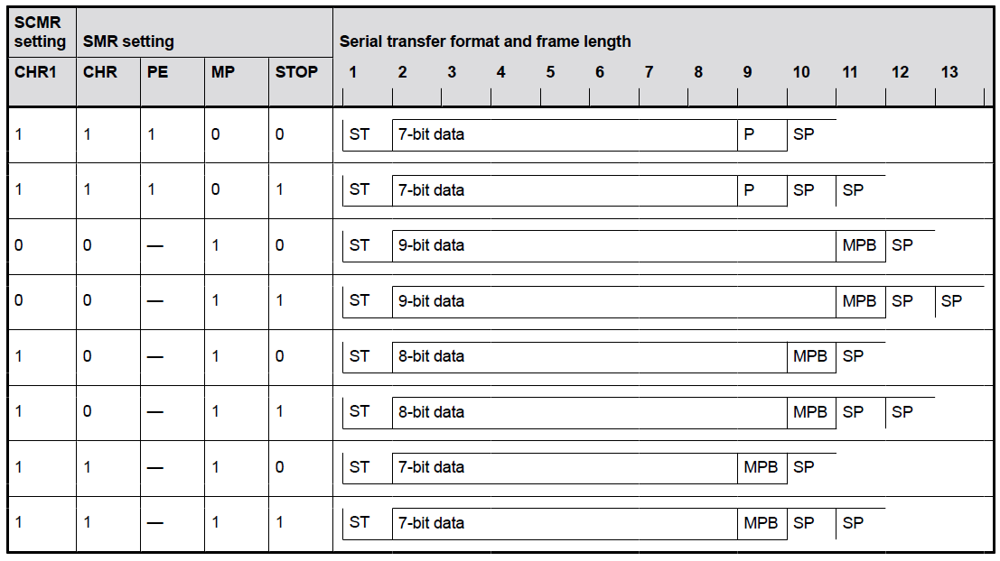 SCMR setting SMR setting Serial transfer format and frame length
CHR1 CHR PE MP STOP 1 2 3 4 5 6 7 8 9 10 11 12 13
1 1 1 0 0 ST 7-bit data P SP
1 1 1 0 1 ST 7-bit data P SP SP
0 0 — 1 0 ST 9-bit data MPB SP
0 0 — 1 1 ST 9-bit data MPB SP SP
1 0 — 1 0 ST 8-bit data MPB SP
1 0 — 1 1 ST 8-bit data MPB SP SP
1 1 — 1 0 ST 7-bit data MPB SP
1 1 — 1 1 ST 7-bit data MPB SP SP